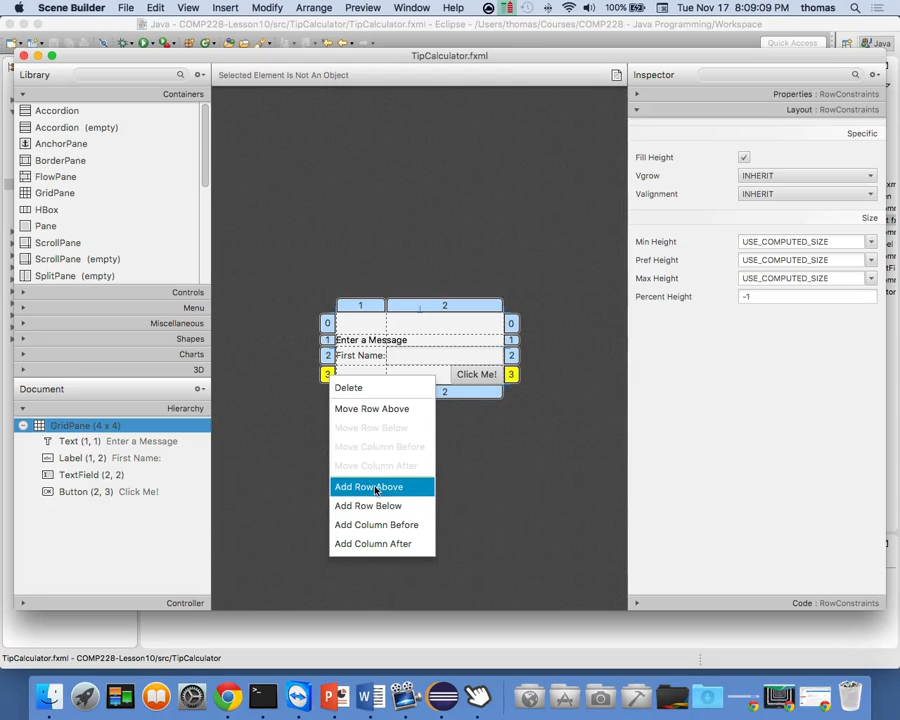 Scene Builder File Edit View Insert Modify Arrange Preview Window Help 100% Tue Nov 17 8:09:09 PM thomas
Java - COMP228-Lesson10/src/TipCalculator/TipCalculator.fxml - Eclipse - /Users/thomas/Courses/COMP228 - Java Programming/Workspace
Quick Access Java
TipCalculator.fxml
Library
Selected Element Is Not An Object
Inspector
Containers
Properties : RowConstraints
Accordion
Layout : RowConstraints
Accordion (empty)
AnchorPane
Specific
BorderPane
Fill Height
FlowPane
Vgrow INHERIT
GridPane
Valignment INHERIT
HBox
Size
Pane
ScrollPane
Min Height USE_COMPUTED_SIZE
ScrollPane (empty)
Pref Height USE_COMPUTED_SIZE
SplitPane (empty)
Max Height USE_COMPUTED_SIZE
Controls
Percent Height -1
Menu
Miscellaneous
Shapes
Charts
3D
1 2
0 0
1 Enter a Message 1
2 First Name: 2
3 Click Me! 3
2
Delete
Move Row Above
Move Row Below
Move Column Before
Move Column After
Add Row Above
Add Row Below
Add Column Before
Add Column After
Document
Hierarchy
GridPane (4 x 4)
Text (1, 1) Enter a Message
Label (1, 2) First Name:
TextField (2, 2)
Button (2, 3) Click Me!
Controller
Code : RowConstraints
TipCalculator.fxml - COMP228-Lesson10/src/TipCalculator